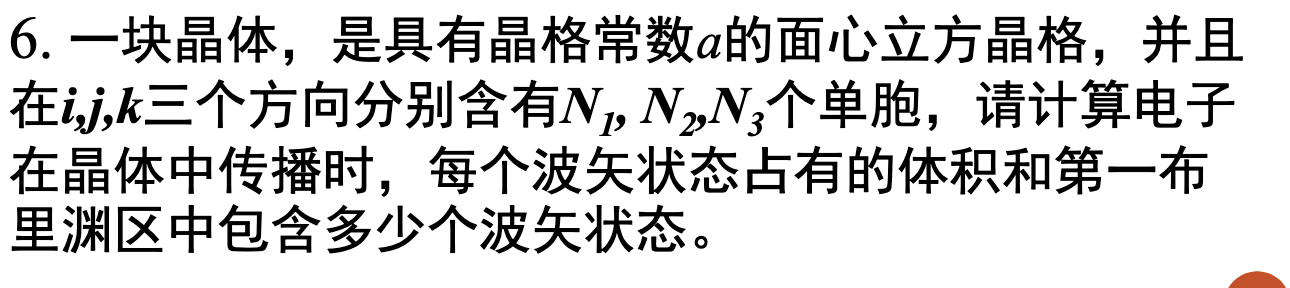 6. 一块晶体，是具有晶格常数a的面心立方晶格，并且
在i,j,k三个方向分别含有N1, N2,N3个单胞，请计算电子
在晶体中传播时，每个波矢状态占有的体积和第一布
里渊区中包含多少个波矢状态。